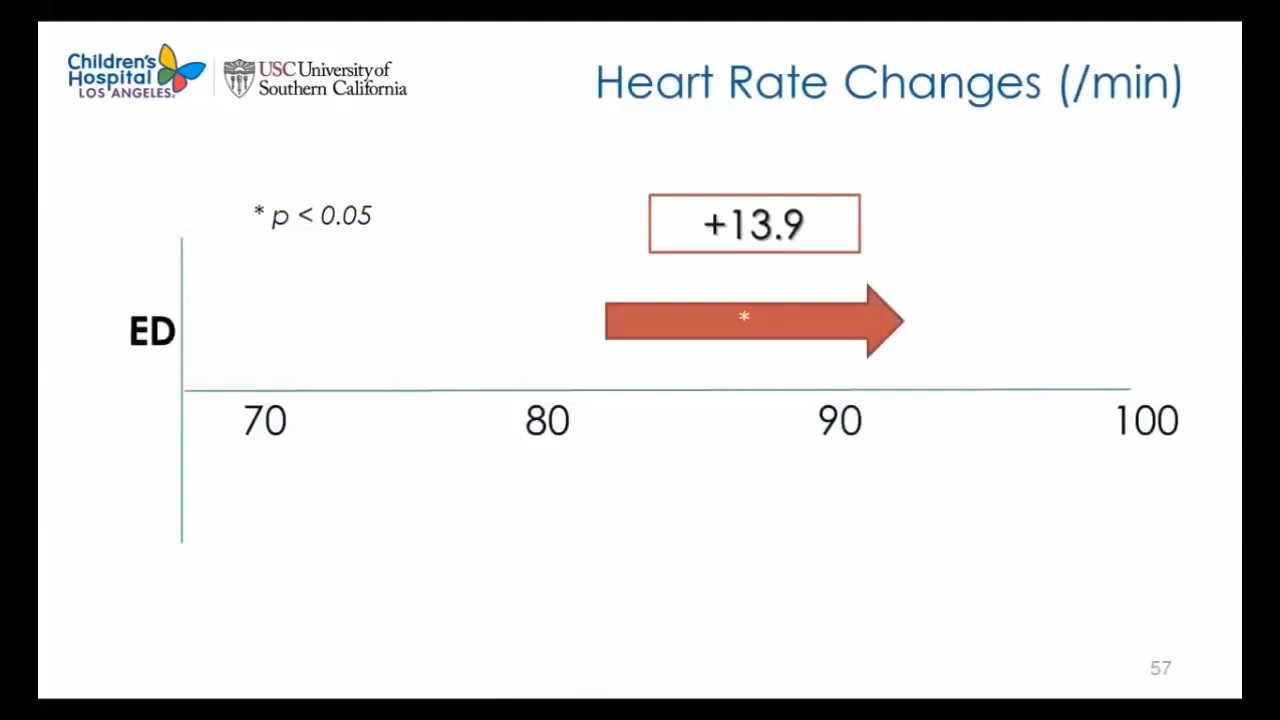 Children's
Hospital
LOS ANGELES.
USC University of
Southern California
Heart Rate Changes (/min)
* p < 0.05
+13.9
*
ED
70 80 90 100
57